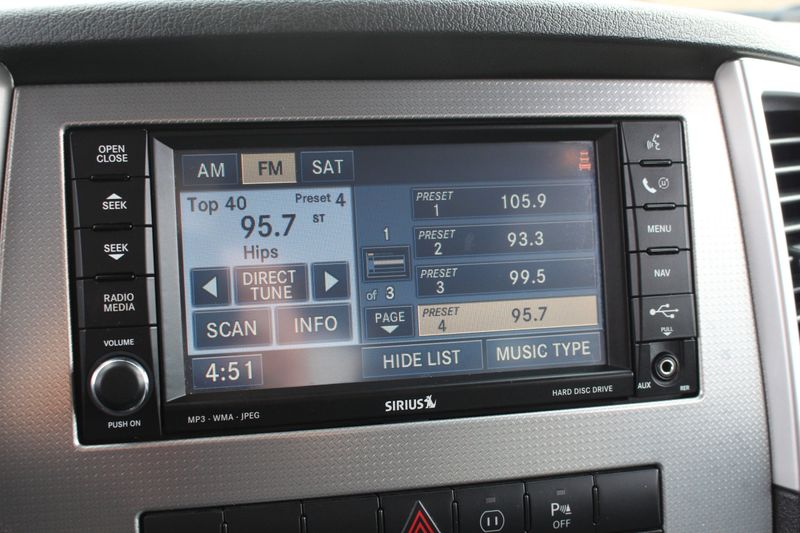 OPEN CLOSE
SEEK
SEEK
RADIO MEDIA
VOLUME
PUSH ON
AM FM SAT
Top 40 Preset 4
95.7 ST
Hips
DIRECT TUNE
SCAN INFO
4:51
1
of 3
PAGE
PRESET 1 105.9
PRESET 2 93.3
PRESET 3 99.5
PRESET 4 95.7
HIDE LIST MUSIC TYPE
MENU
NAV
PULL
AUX RER
MP3 - WMA - JPEG
SIRIUS
HARD DISC DRIVE
P OFF